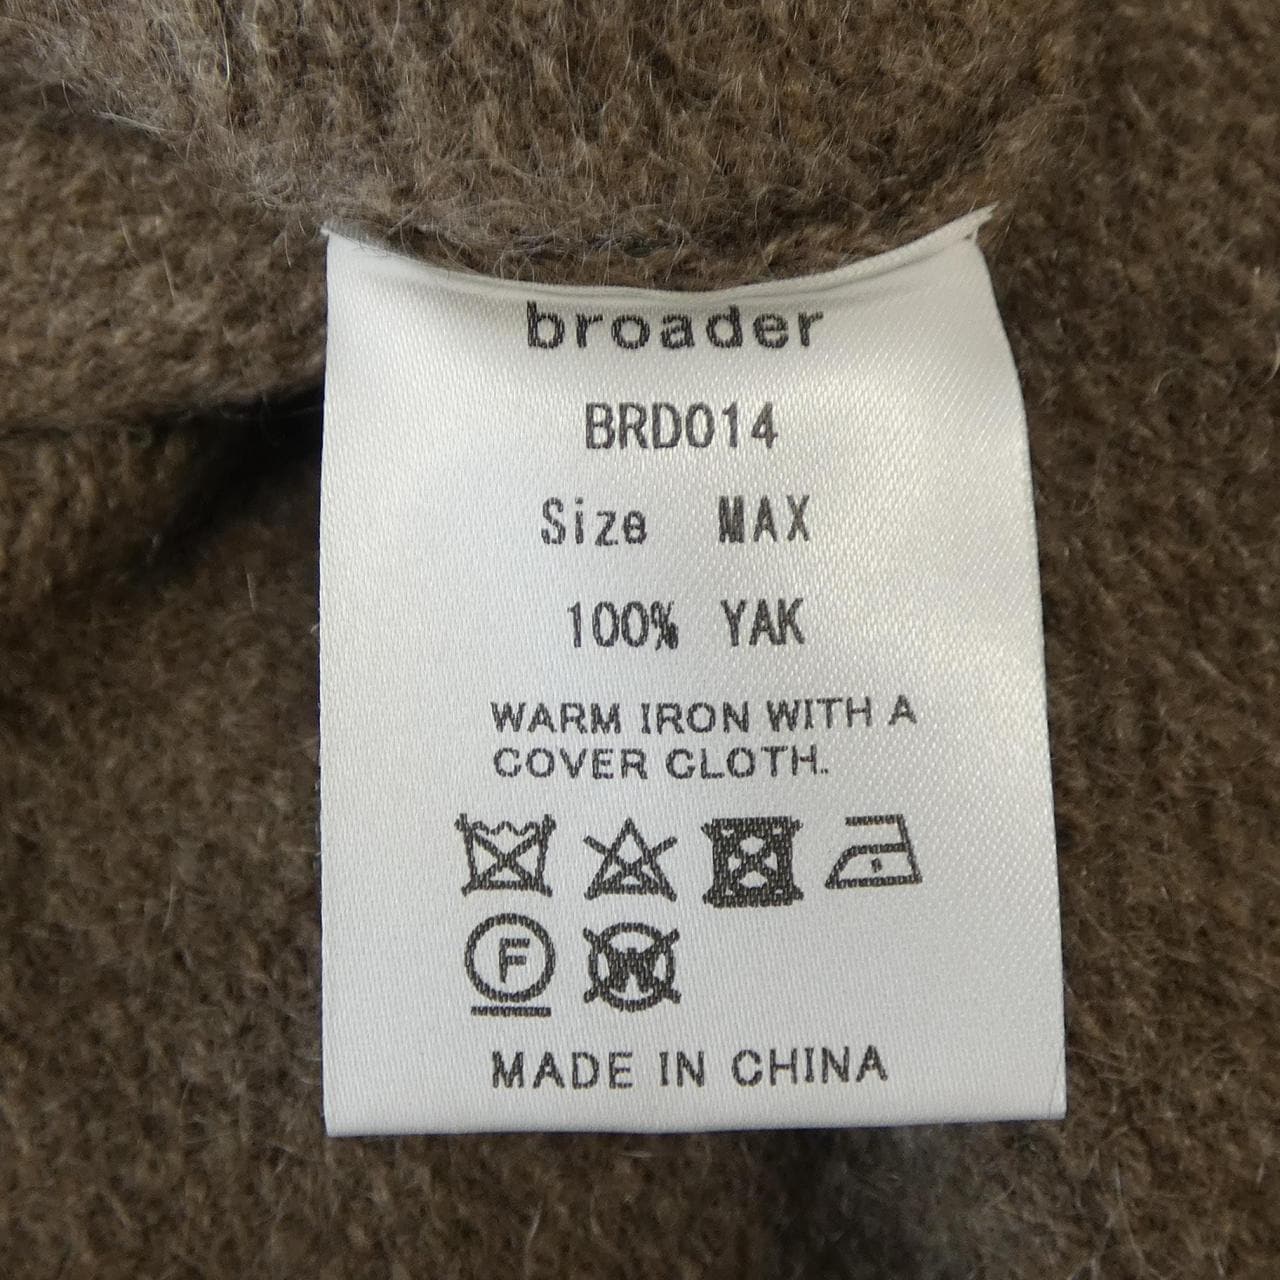 broader
BRD014
Size MAX
100% YAK
WARM IRON WITH A
COVER CLOTH.
F
W
MADE IN CHINA